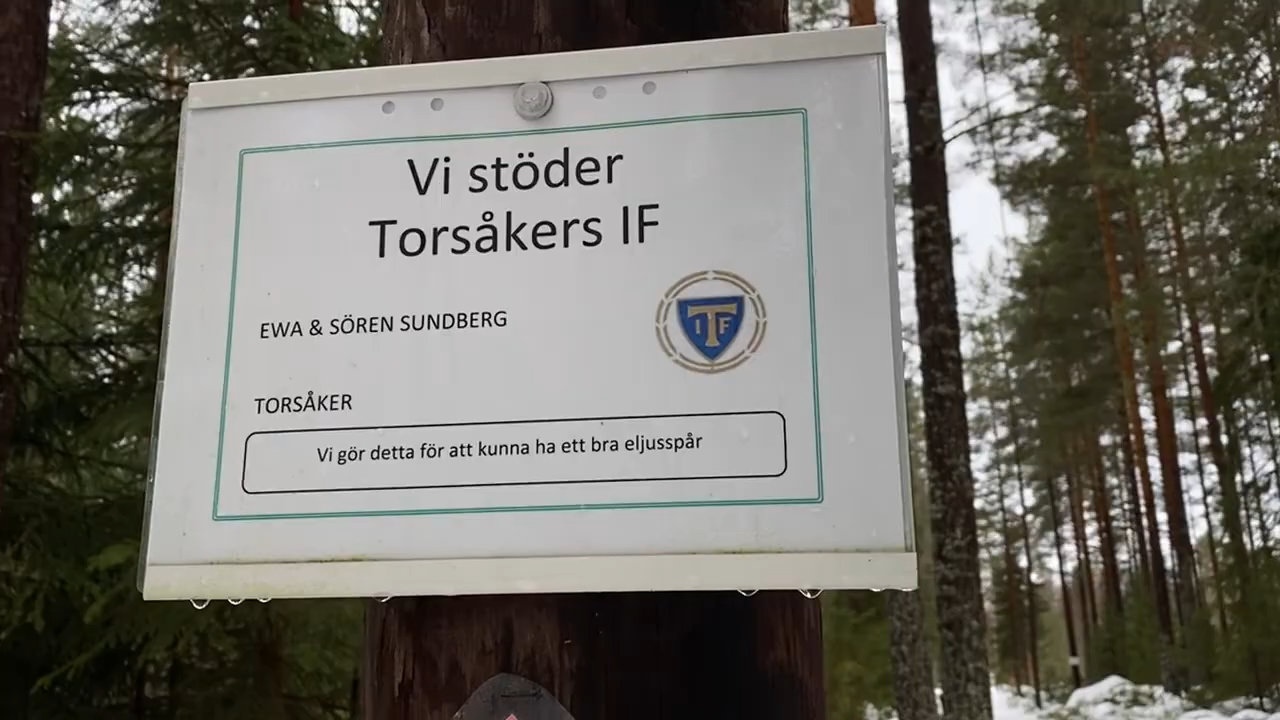 Vi stöder
Torsåkers IF
EWA & SÖREN SUNDBERG
ITF
TORSÅKER
Vi gör detta för att kunna ha ett bra eljusspår